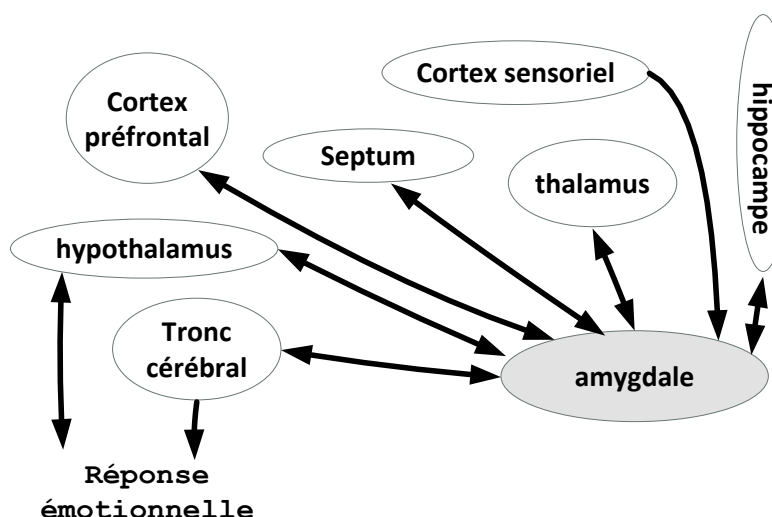 Cortex sensoriel
hippocampe
Cortex
préfrontal
Septum
thalamus
hypothalamus
Tronc
cérébral
amygdale
Réponse
émotionnelle